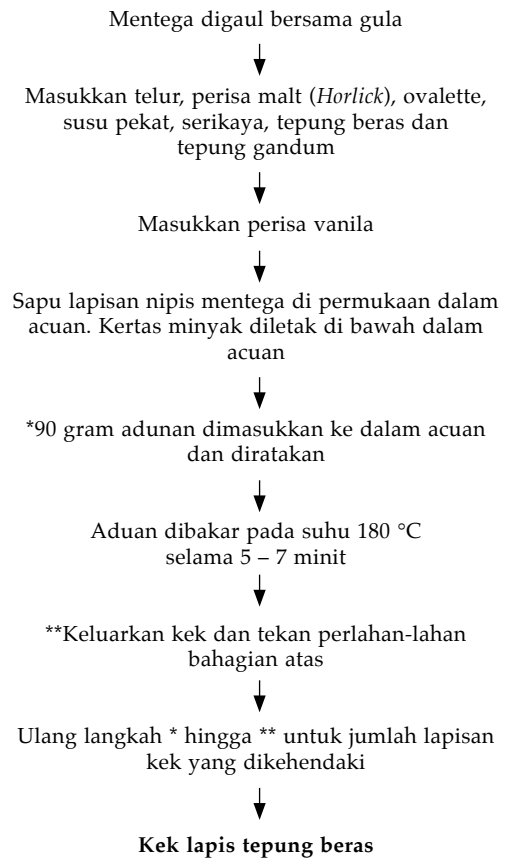 Mentega digaul bersama gula
Masukkan telur, perisa malt (Horlick), ovalette,
susu pekat, serikaya, tepung beras dan
tepung gandum
Masukkan perisa vanila
Sapu lapisan nipis mentega di permukaan dalam
acuan. Kertas minyak diletak di bawah dalam
acuan
*90 gram adunan dimasukkan ke dalam acuan
dan diratakan
Aduan dibakar pada suhu 180 °C
selama 5 – 7 minit
**Keluarkan kek dan tekan perlahan-lahan
bahagian atas
Ulang langkah * hingga ** untuk jumlah lapisan
kek yang dikehendaki
Kek lapis tepung beras